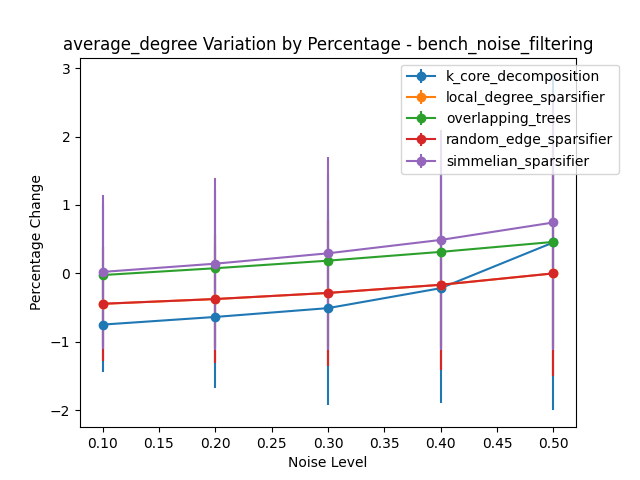 average_degree Variation by Percentage - bench_noise_filtering
k_core_decomposition
local_degree_sparsifier
overlapping_trees
random_edge_sparsifier
simmelian_sparsifier
Percentage Change
3
2
1
0
−1
−2
0.10 0.15 0.20 0.25 0.30 0.35 0.40 0.45 0.50
Noise Level